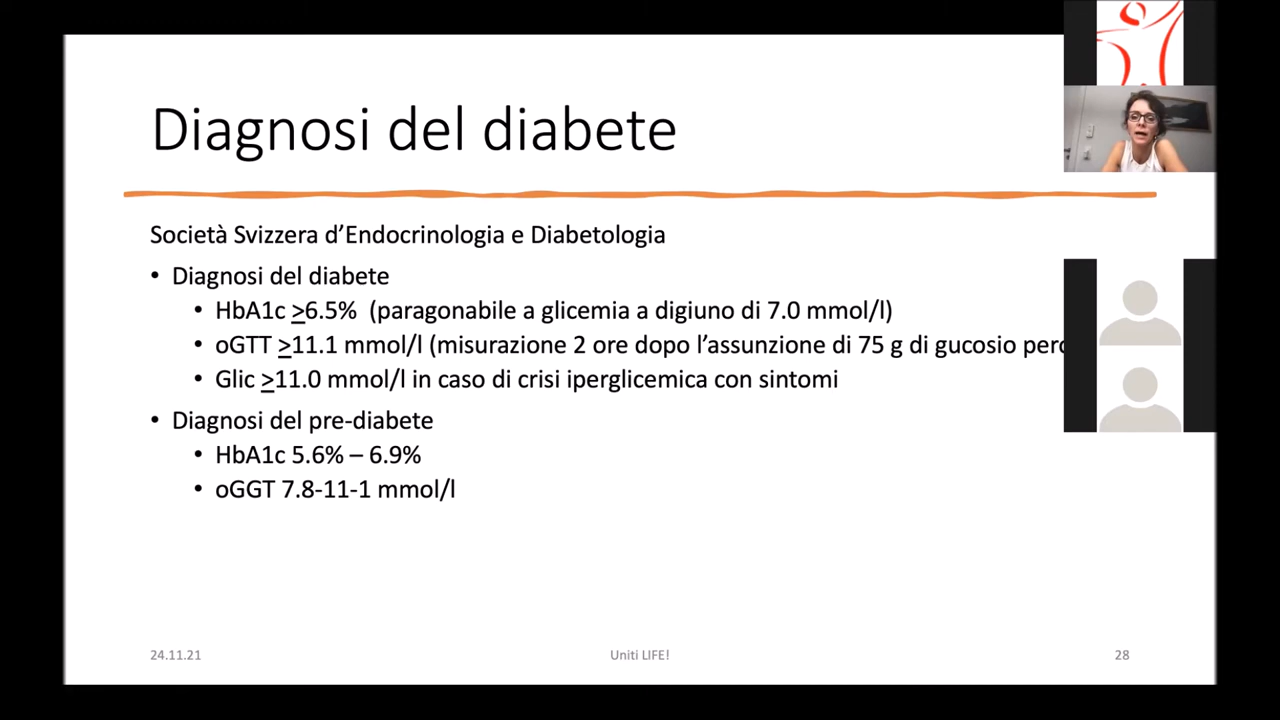 Diagnosi del diabete
Società Svizzera d’Endocrinologia e Diabetologia
• Diagnosi del diabete
• HbA1c ≥6.5% (paragonabile a glicemia a digiuno di 7.0 mmol/l)
• oGTT ≥11.1 mmol/l (misurazione 2 ore dopo l’assunzione di 75 g di gucosio
• Glic ≥11.0 mmol/l in caso di crisi iperglicemica con sintomi
• Diagnosi del pre-diabete
• HbA1c 5.6% – 6.9%
• oGGT 7.8-11-1 mmol/l
24.11.21
Uniti LIFE!
28